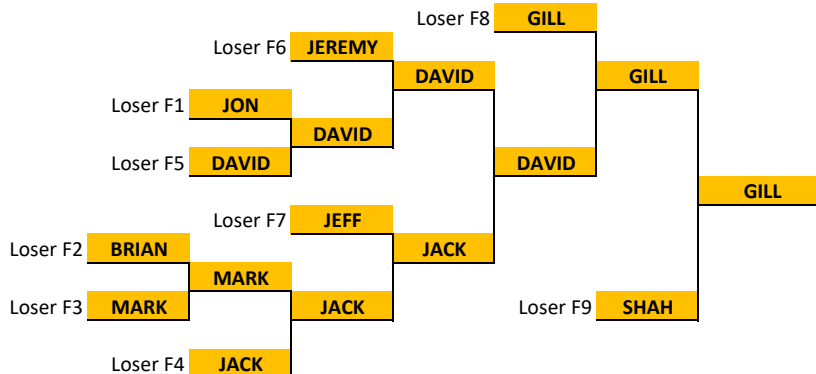 Loser F8 GILL
Loser F6 JEREMY
DAVID GILL
Loser F1 JON
DAVID
Loser F5 DAVID DAVID
GILL
Loser F7 JEFF
Loser F2 BRIAN JACK
MARK
Loser F3 MARK JACK Loser F9 SHAH
Loser F4 JACK